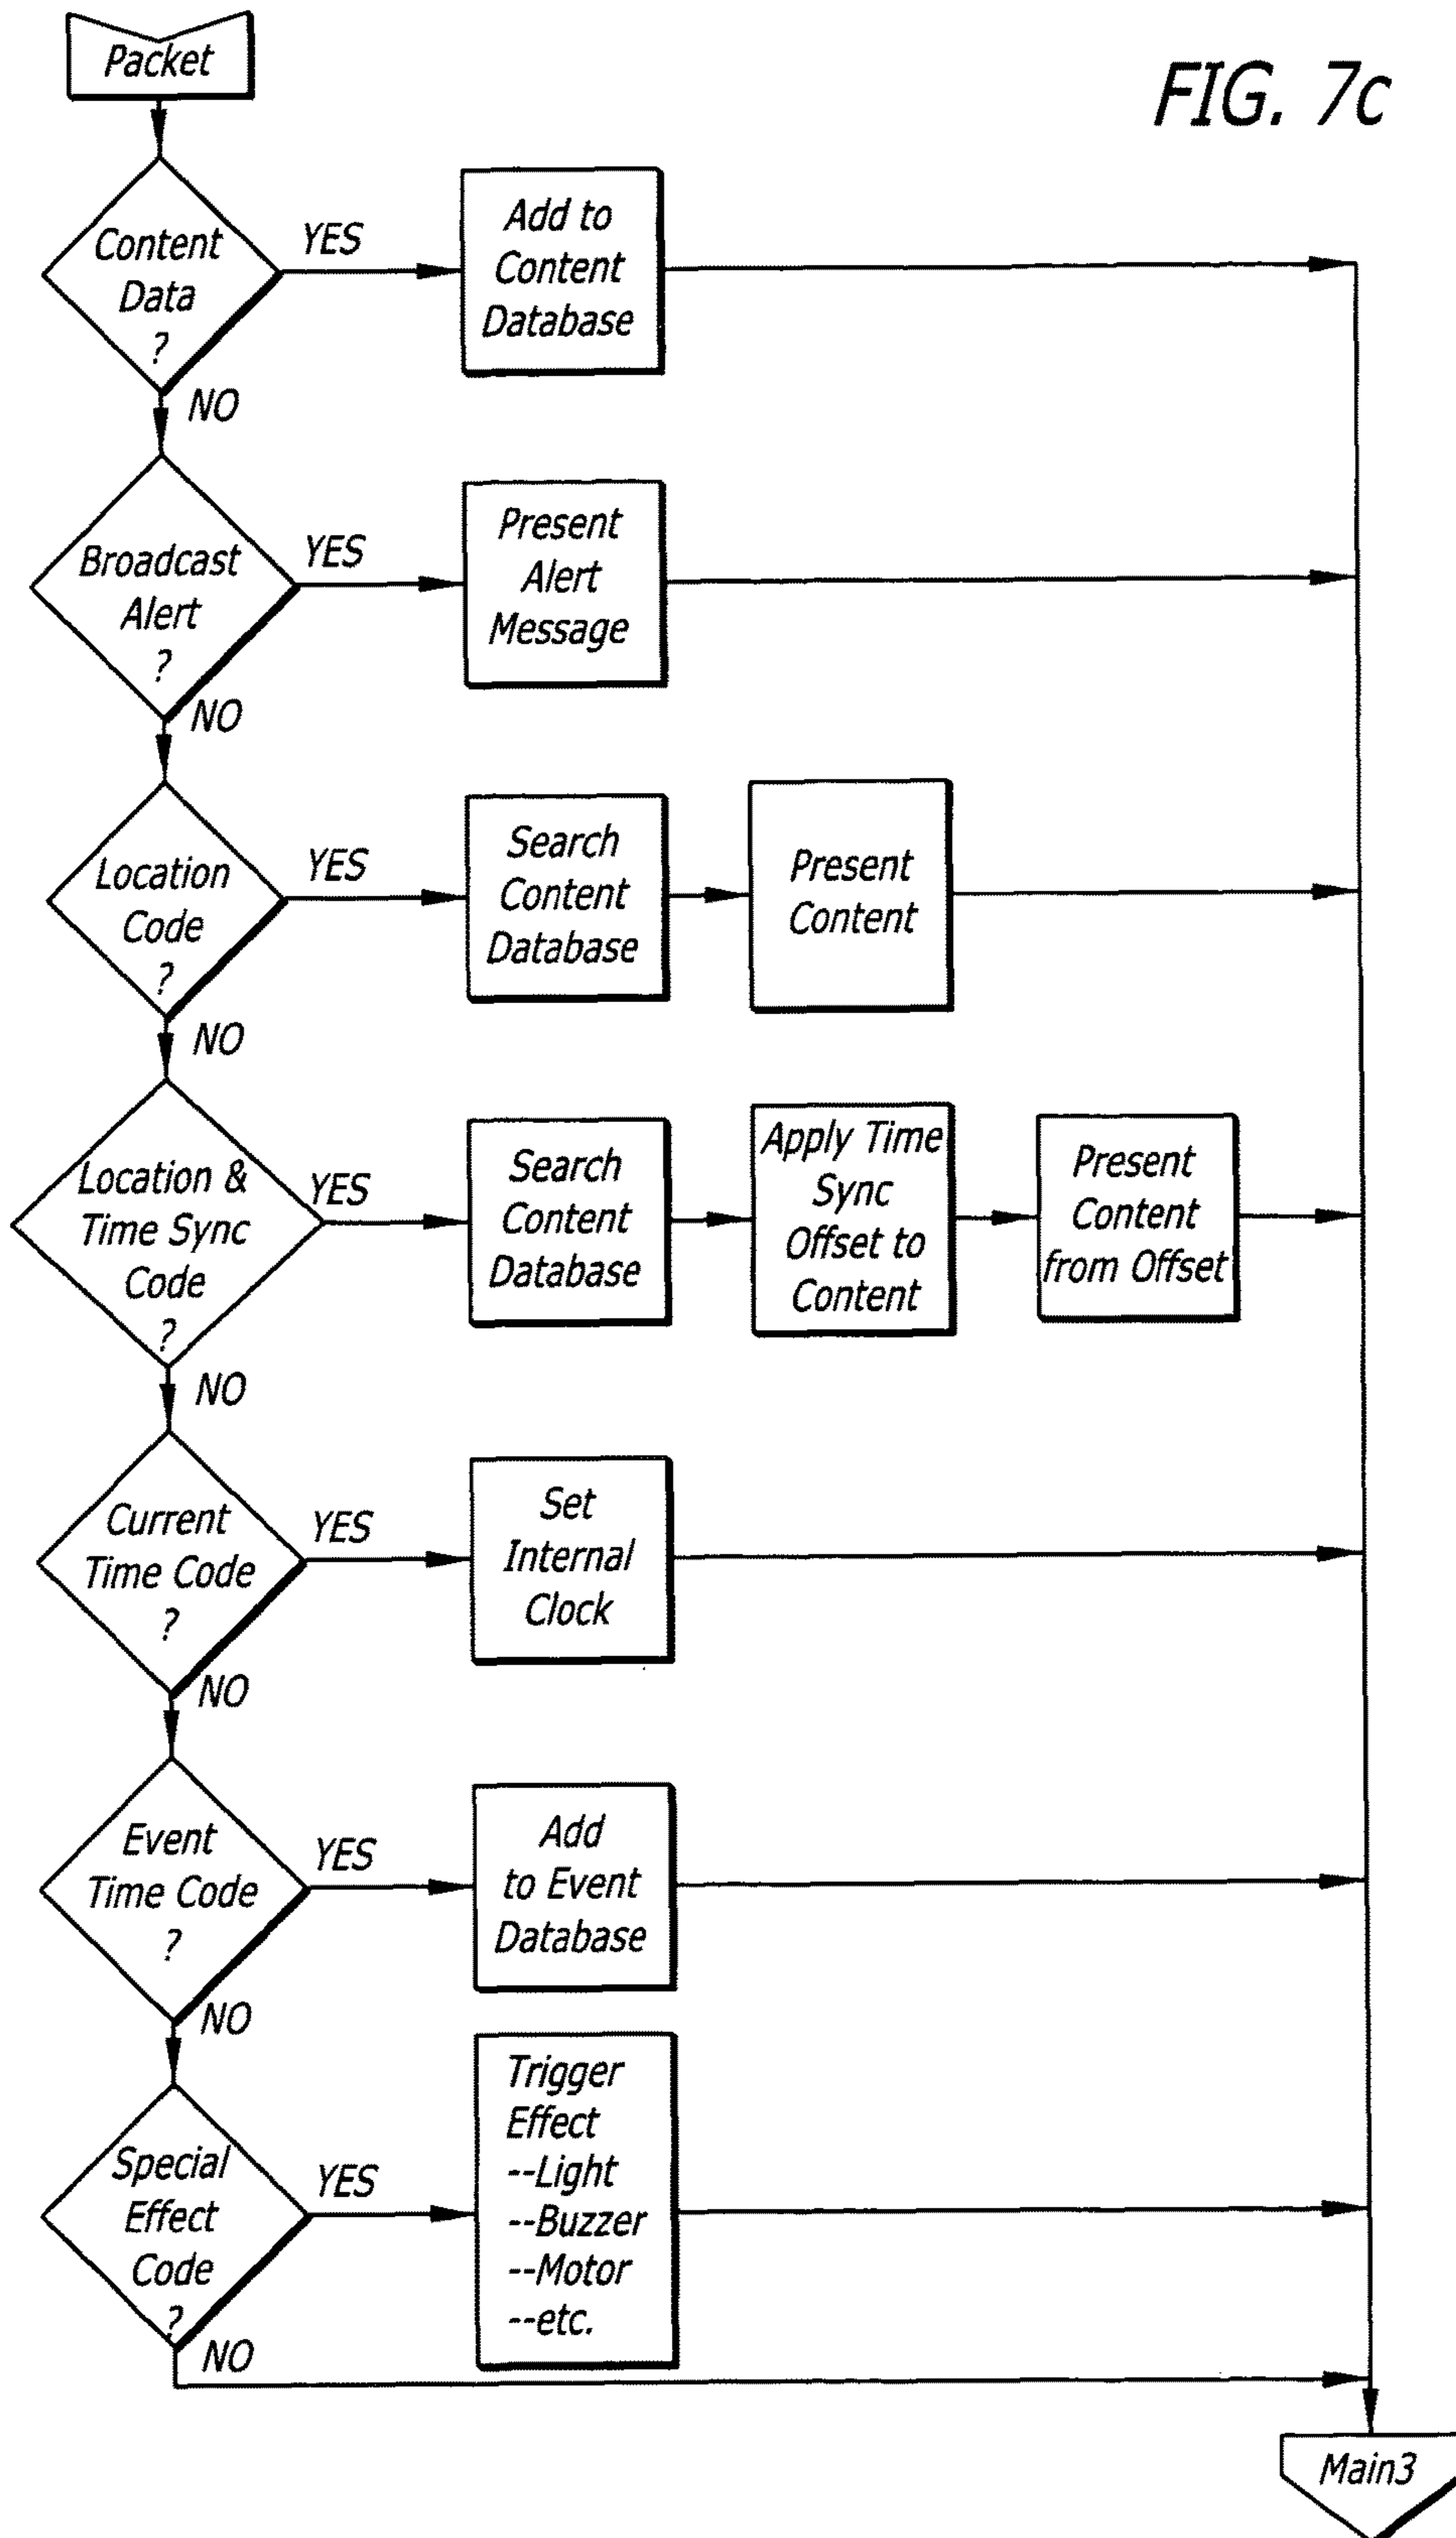 FIG. 7c
Packet
Content
Data
?
YES
NO
Add to
Content
Database
Broadcast
Alert
?
YES
NO
Present
Alert
Message
Location
Code
?
YES
NO
Search
Content
Database
Present
Content
Location &
Time Sync
Code
?
YES
NO
Search
Content
Database
Apply Time
Sync
Offset to
Content
Present
Content
from Offset
Current
Time Code
?
YES
NO
Set
Internal
Clock
Event
Time Code
?
YES
NO
Add
to Event
Database
Special
Effect
Code
?
YES
NO
Trigger
Effect
--Light
--Buzzer
--Motor
--etc.
Main3